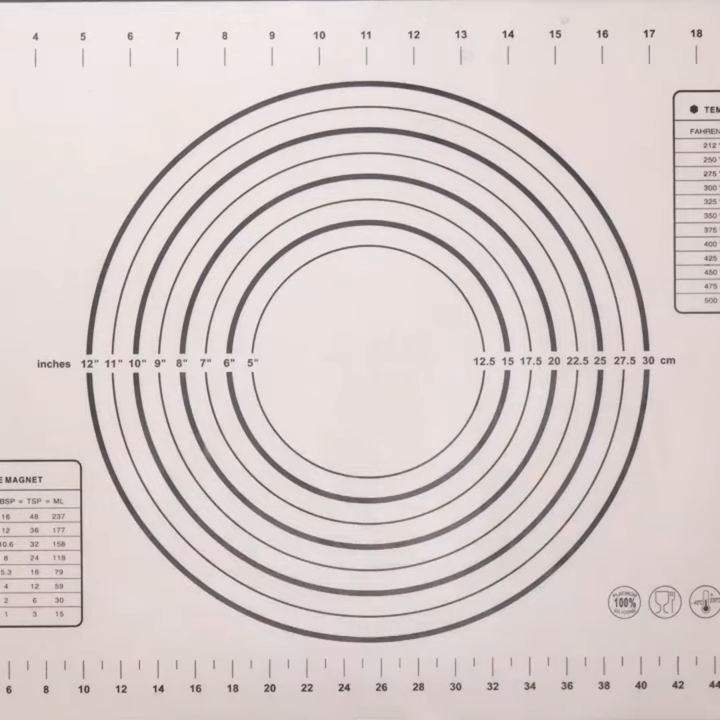 4 5 6 7 8 9 10 11 12 13 14 15 16 17 18
TEM
FAHREN
212
250
275
300
325
350
375
400
425
450
475
500
inches 12" 11" 10" 9" 8" 7" 6" 5" 12.5 15 17.5 20 22.5 25 27.5 30 cm
E MAGNET
BSP = TSP = ML
16 48 237
12 36 177
10.6 32 158
8 24 118
5.3 16 79
4 12 59
2 6 30
1 3 15
PLATINUM
100%
SILICONE
6 8 10 12 14 16 18 20 22 24 26 28 30 32 34 36 38 40 42 44